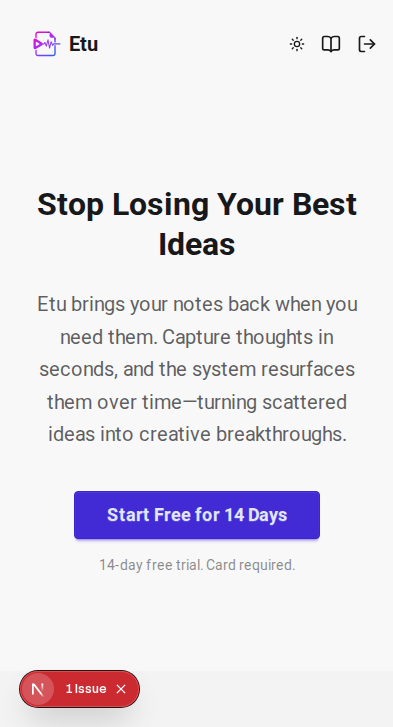 Etu
Stop Losing Your Best
Ideas
Etu brings your notes back when you
need them. Capture thoughts in
seconds, and the system resurfaces
them over time—turning scattered
ideas into creative breakthroughs.
Start Free for 14 Days
14-day free trial. Card required.
N 1 Issue